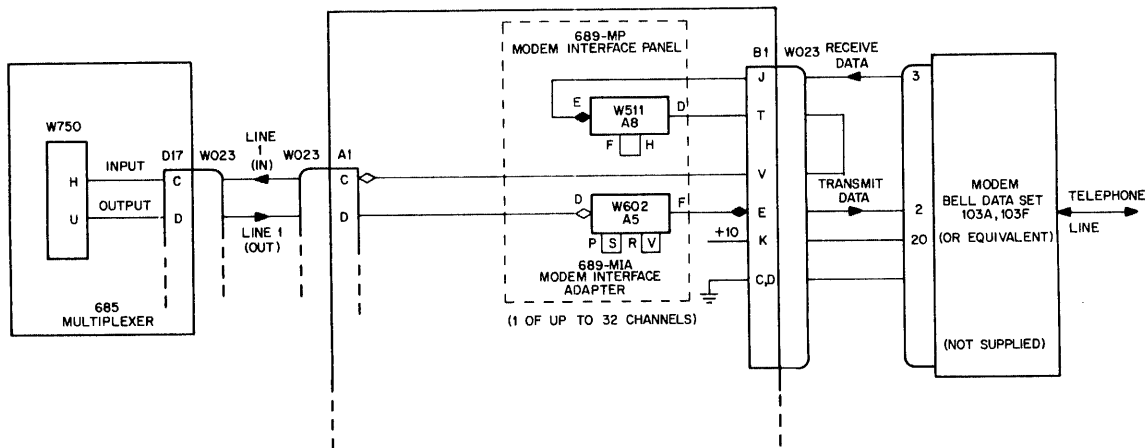 689-MP
MODEM INTERFACE PANEL
B1 W023 RECEIVE
DATA
J
3
W750
E
W511
A8
D
T
F
H
D17 W023
LINE
1
(IN)
W023 A1
H
INPUT
C
C
V
U
OUTPUT
D
LINE 1
(OUT)
D
D
W602
A5
F
E
TRANSMIT
DATA
2
P S R V
+10
K
20
MODEM
BELL DATA SET
103A, 103F
(OR EQUIVALENT)
TELEPHONE
LINE
689-MIA
MODEM INTERFACE
ADAPTER
C,D
685
MULTIPLEXER
(1 OF UP TO 32 CHANNELS)
(NOT SUPPLIED)